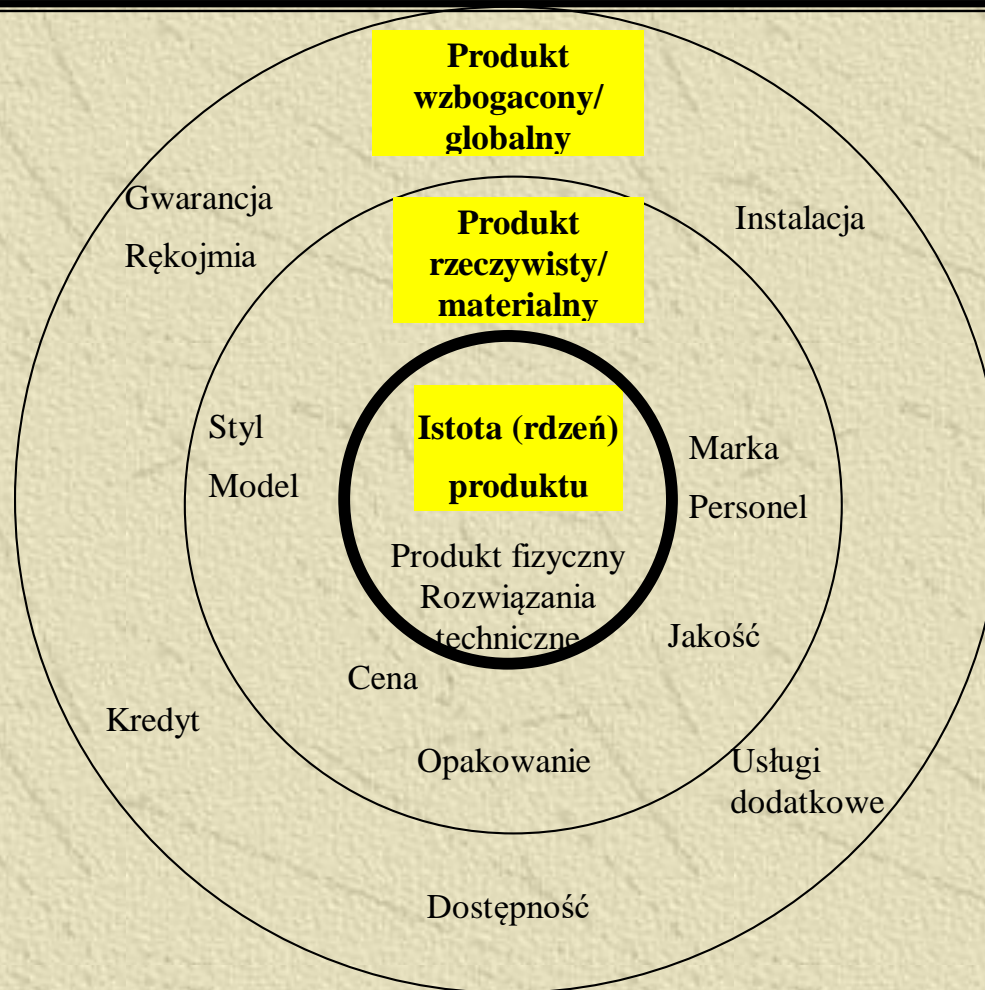 Produkt
wzbogacony/
globalny
Gwarancja
Rękojmia
Instalacja
Produkt
rzeczywisty/
materialny
Styl
Model
Istota (rdzeń)
produktu
Marka
Personel
Produkt fizyczny
Rozwiązania
techniczne
Jakość
Cena
Kredyt
Opakowanie
Usługi
dodatkowe
Dostępność